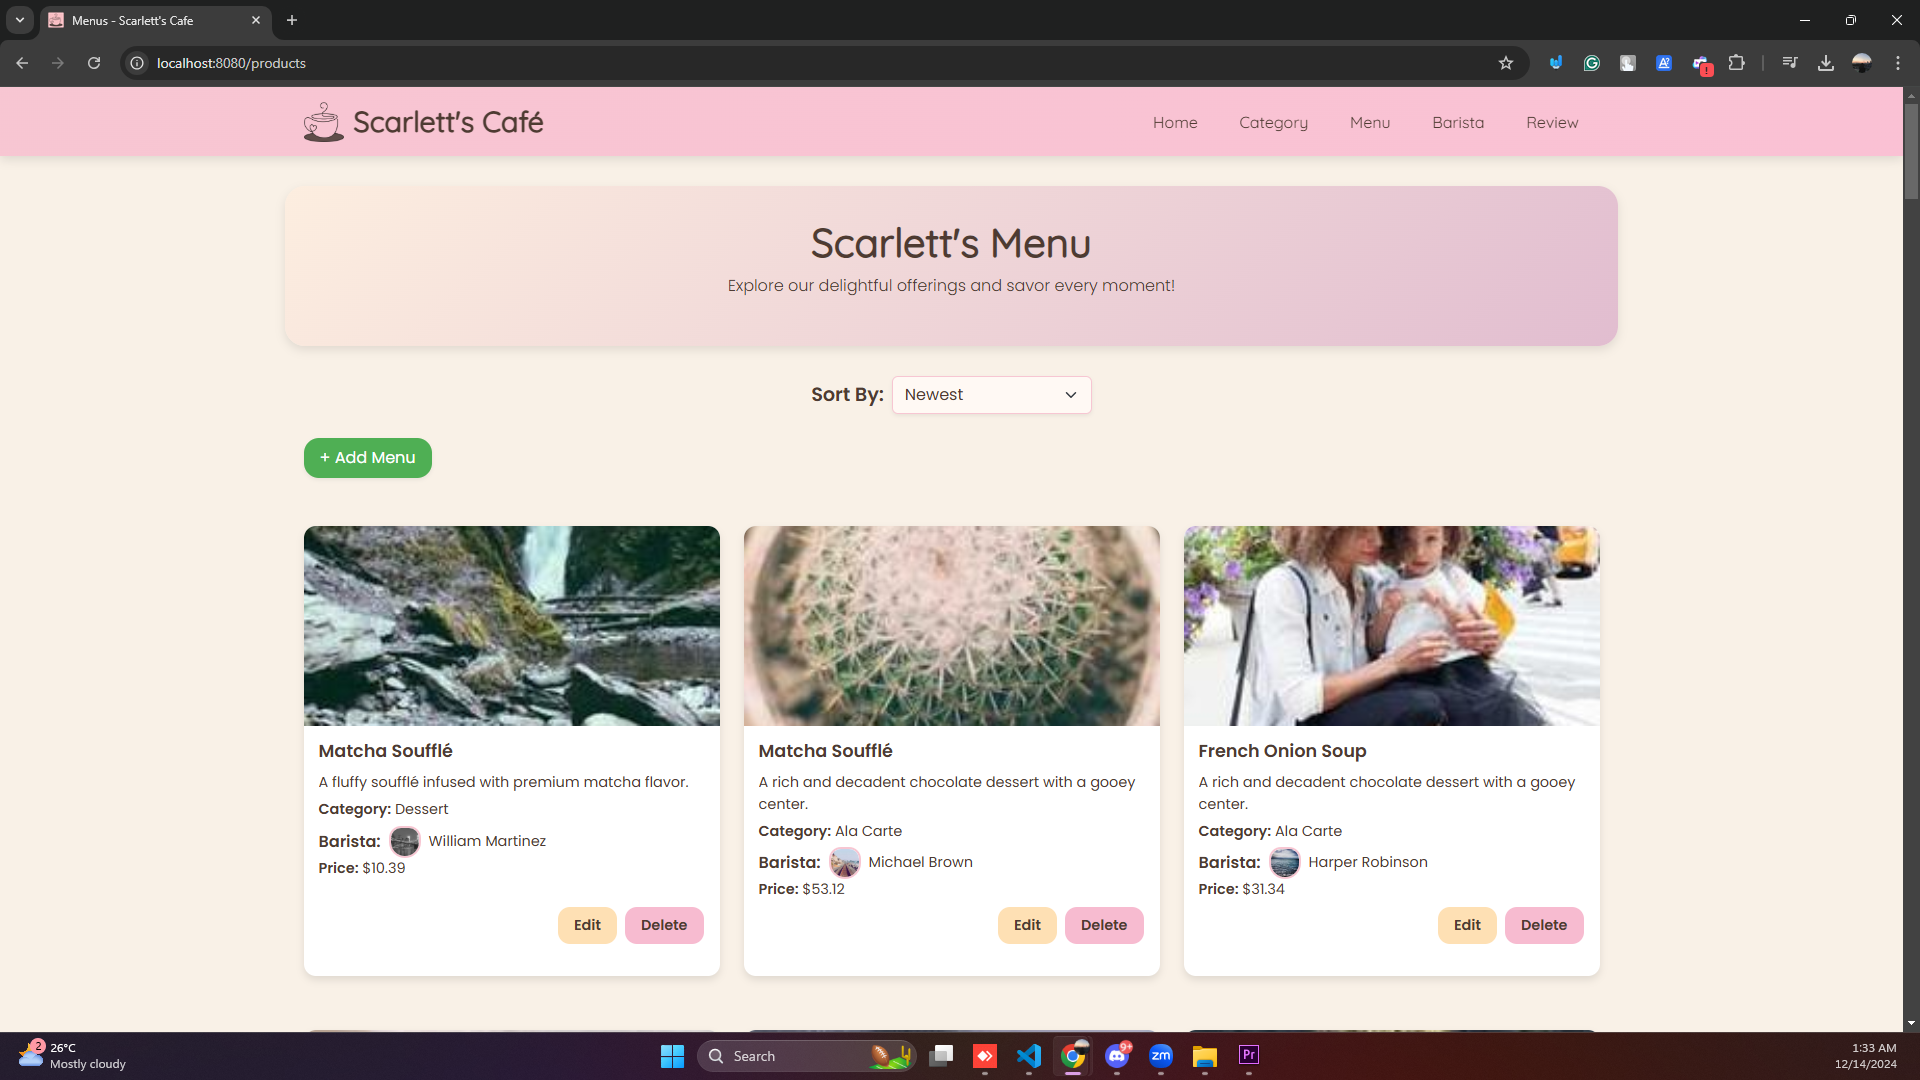 Menus - Scarlett's Cafe
localhost:8080/products
Scarlett's Café
Home
Category
Menu
Barista
Review
Scarlett's Menu
Explore our delightful offerings and savor every moment!
Sort By:
Newest
+ Add Menu
Matcha Soufflé
A fluffy soufflé infused with premium matcha flavor.
Category: Dessert
Barista: William Martinez
Price: $10.39
Edit
Delete
Matcha Soufflé
A rich and decadent chocolate dessert with a gooey
center.
Category: Ala Carte
Barista: Michael Brown
Price: $53.12
Edit
Delete
French Onion Soup
A rich and decadent chocolate dessert with a gooey
center.
Category: Ala Carte
Barista: Harper Robinson
Price: $31.34
Edit
Delete
2
26°C
Mostly cloudy
Search
9+
zm
Pr
1:33 AM
12/14/2024